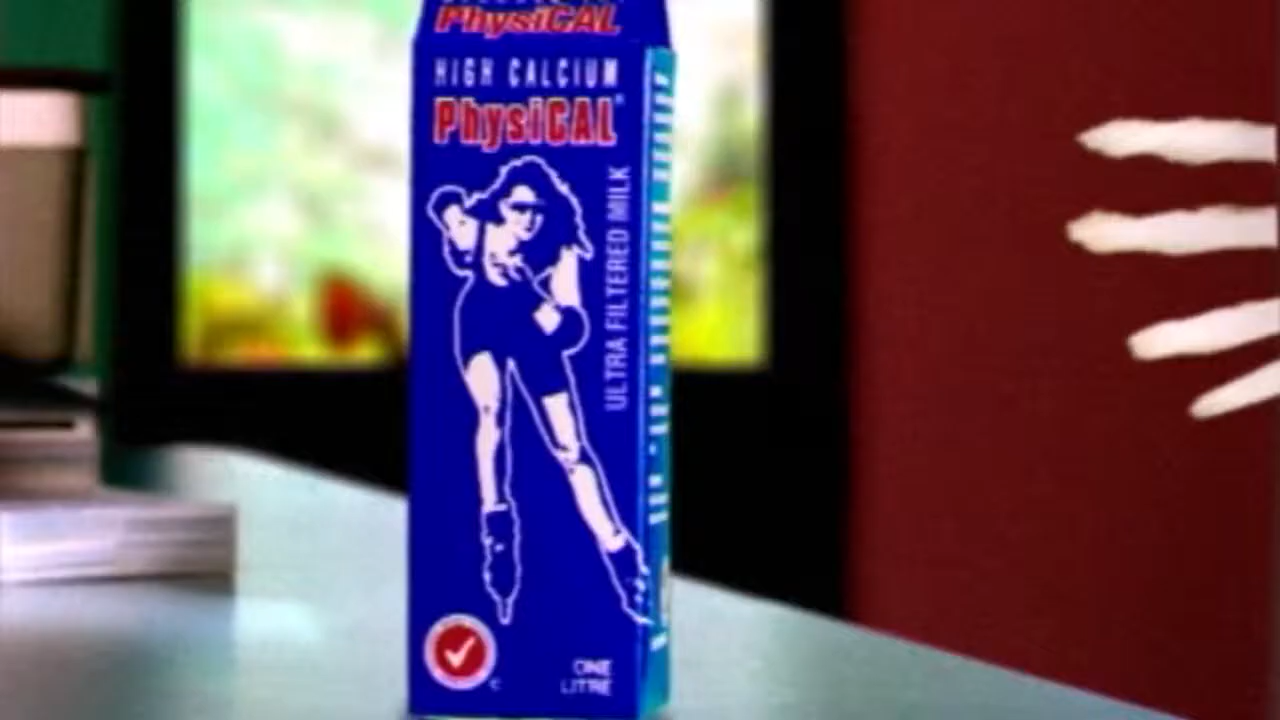 PhysiCAL
HIGH CALCIUM
PhysiCAL
ULTRA FILTERED MILK
ONE
LITRE